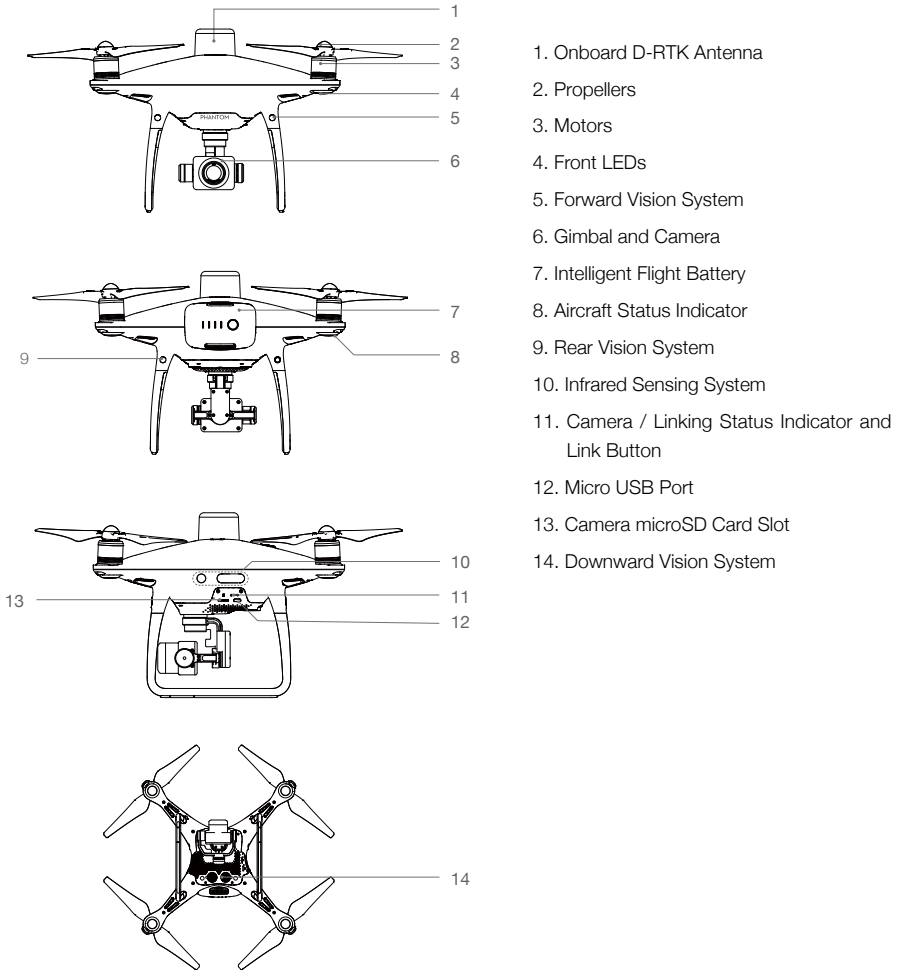 1
2
3
4
PHANTOM
5
6
7
8
9
10
11
12
13
14
1. Onboard D-RTK Antenna
2. Propellers
3. Motors
4. Front LEDs
5. Forward Vision System
6. Gimbal and Camera
7. Intelligent Flight Battery
8. Aircraft Status Indicator
9. Rear Vision System
10. Infrared Sensing System
11. Camera / Linking Status Indicator and
Link Button
12. Micro USB Port
13. Camera microSD Card Slot
14. Downward Vision System